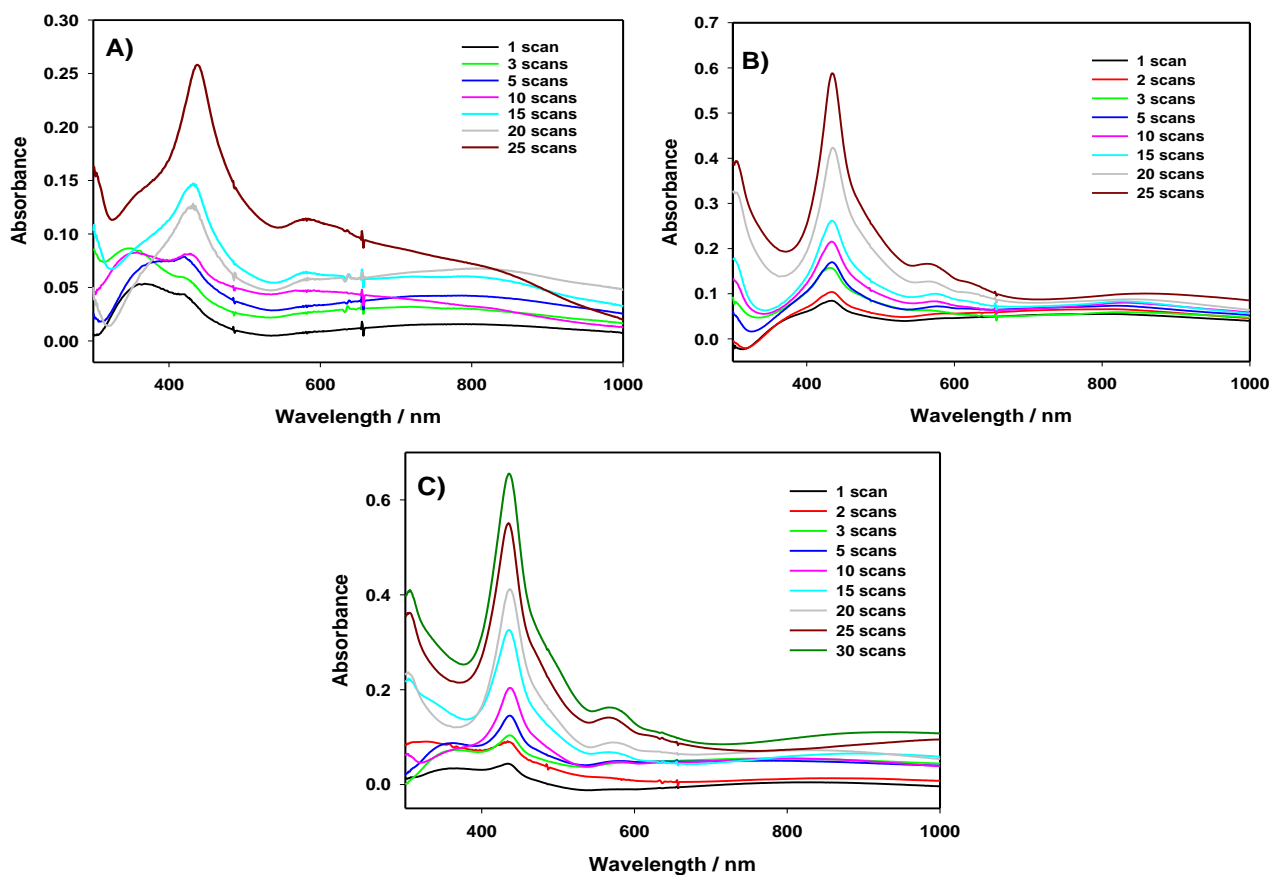 A)
0.30
0.25
0.20
0.15
0.10
0.05
0.00
Absorbance
1 scan
3 scans
5 scans
10 scans
15 scans
20 scans
25 scans
400
600
800
1000
Wavelength / nm
B)
0.7
0.6
0.5
0.4
0.3
0.2
0.1
0.0
Absorbance
1 scan
2 scans
3 scans
5 scans
10 scans
15 scans
20 scans
25 scans
400
600
800
1000
Wavelength / nm
C)
0.6
0.4
0.2
0.0
Absorbance
1 scan
2 scans
3 scans
5 scans
10 scans
15 scans
20 scans
25 scans
30 scans
400
600
800
1000
Wavelength / nm